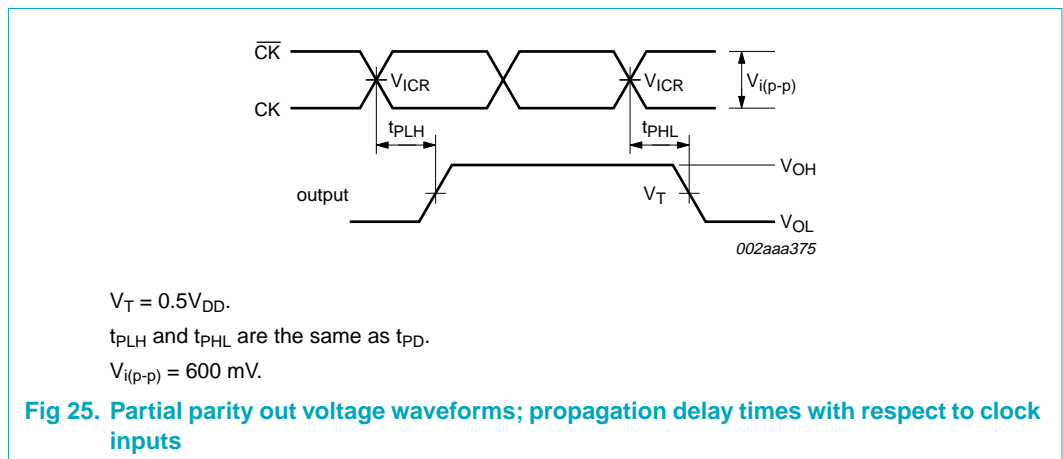 C̅K̅
V_ICR
V_ICR
V_i(p-p)
CK
t_PLH
t_PHL
V_OH
output
V_T
V_OL
002aaa375
V_T = 0.5V_DD.
t_PLH and t_PHL are the same as t_PD.
V_i(p-p) = 600 mV.
Fig 25. Partial parity out voltage waveforms; propagation delay times with respect to clock
inputs